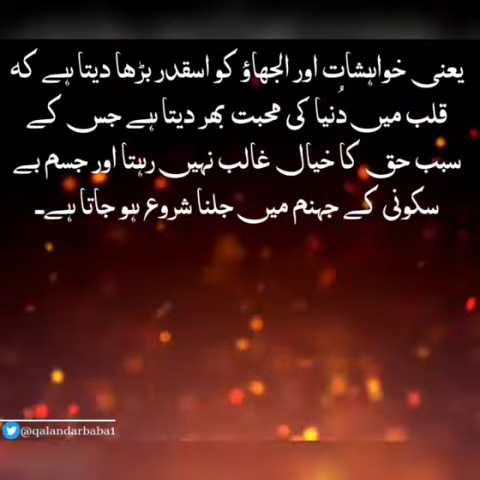 یعنی خواہشات اور الجھاؤ کو اسقدر بڑھا دیتا ہے کہ
قلب میں دُنیا کی محبت بھر دیتا ہے جس کے
سبب حق کا خیال غالب نہیں رہتا اور جسم بے
سکونی کے جہنم میں جلنا شروع ہو جاتا ہے۔
@qalandarbaba1